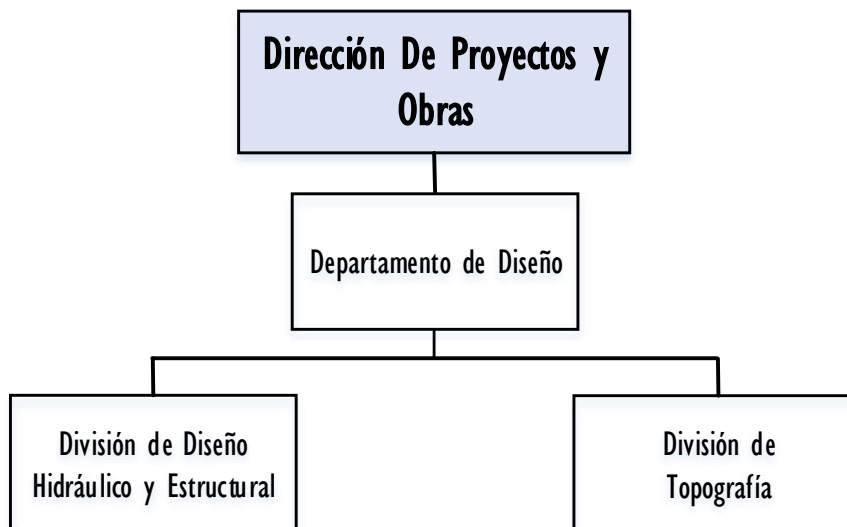 Dirección De Proyectos y
Obras
Departamento de Diseño
División de Diseño
Hidráulico y Estructural
División de
Topografía